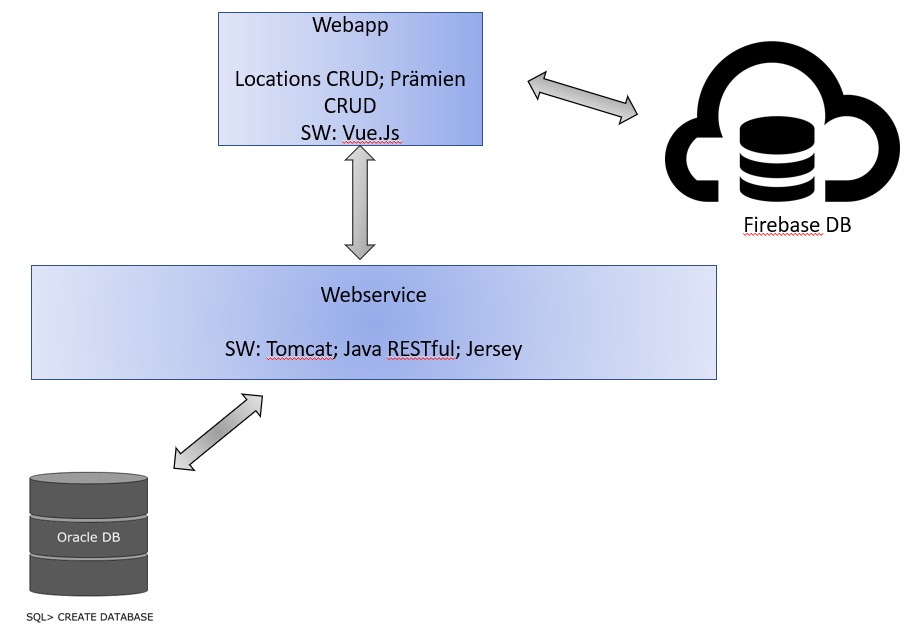 Webapp
Locations CRUD; Prämien
CRUD
SW: Vue.Js
Firebase DB
Webservice
SW: Tomcat; Java RESTful; Jersey
Oracle DB
SQL> CREATE DATABASE